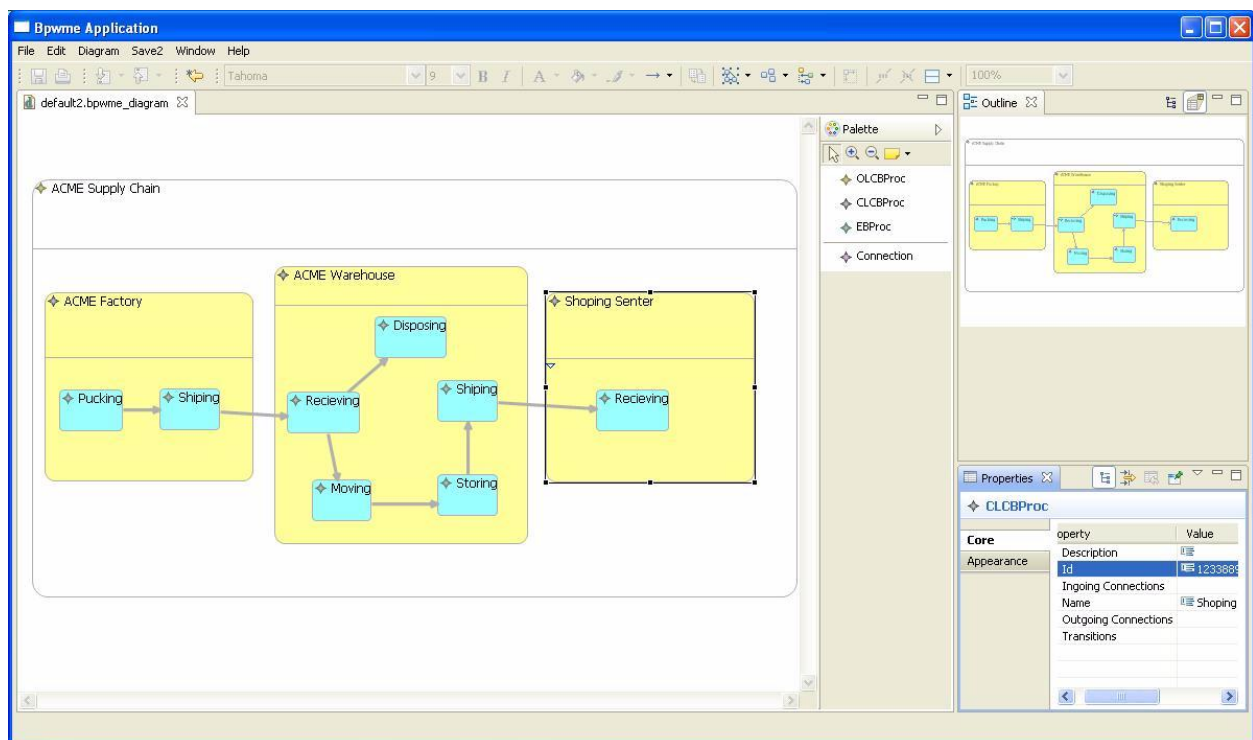 Bpwme Application
File Edit Diagram Save2 Window Help
Tahoma 9 B I A 100%
default2.bpwme_diagram
Palette
OLCBProc
CLCBProc
EBProc
Connection
ACME Supply Chain
ACME Factory
Pucking
Shiping
ACME Warehouse
Disposing
Recieving
Shiping
Moving
Storing
Shoping Senter
Recieving
Outline
Properties
CLCBProc
Core
Appearance
operty Value
Description
Id 1233889
Ingoing Connections
Name Shoping
Outgoing Connections
Transitions